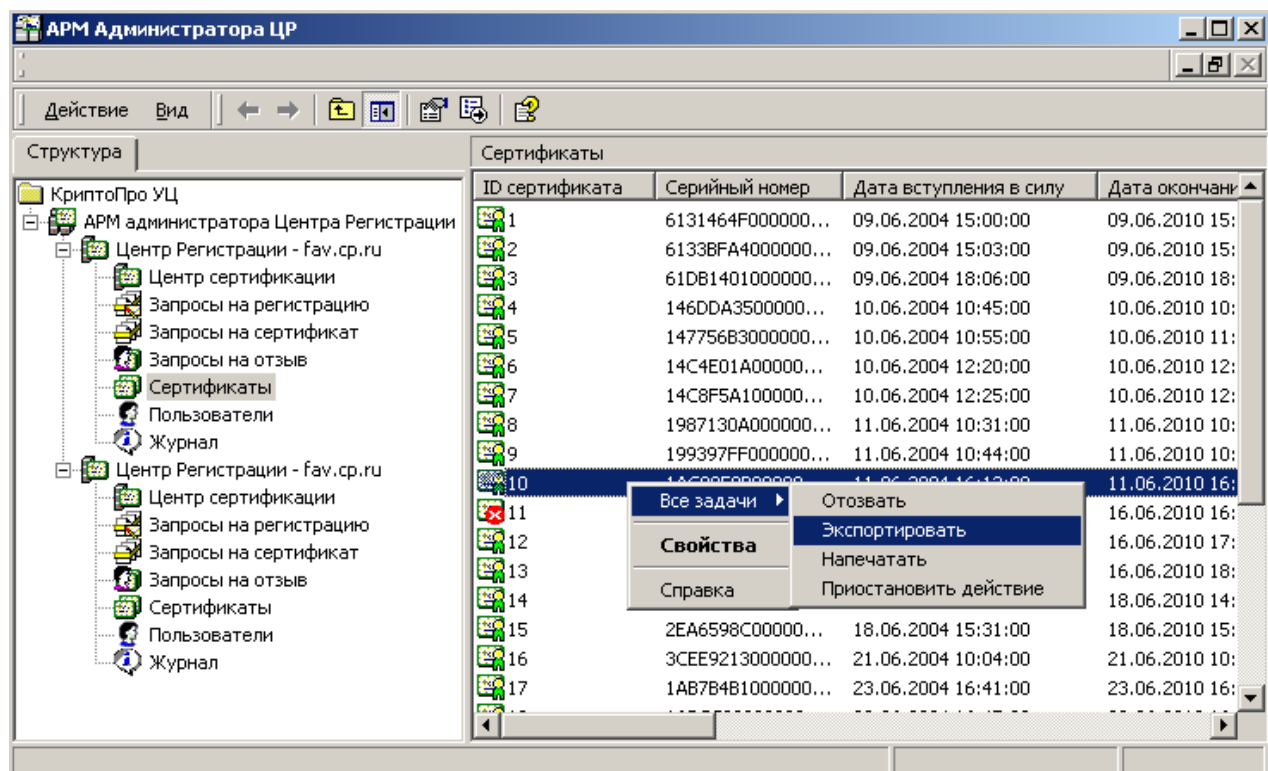 АРМ Администратора ЦР
Действие Вид
Структура
Сертификаты
КриптоПро УЦ
АРМ администратора Центра Регистрации
Центр Регистрации - fav.cp.ru
Центр сертификации
Запросы на регистрацию
Запросы на сертификат
Запросы на отзыв
Сертификаты
Пользователи
Журнал
Центр Регистрации - fav.cp.ru
Центр сертификации
Запросы на регистрацию
Запросы на сертификат
Запросы на отзыв
Сертификаты
Пользователи
Журнал
ID сертификата Серийный номер Дата вступления в силу Дата окончани
1 6131464F000000... 09.06.2004 15:00:00 09.06.2010 15:
2 6133BFA4000000... 09.06.2004 15:03:00 09.06.2010 15:
3 61DB1401000000... 09.06.2004 18:06:00 09.06.2010 18:
4 146DDA35000000... 10.06.2004 10:45:00 10.06.2010 10:
5 147756B3000000... 10.06.2004 10:55:00 10.06.2010 11:
6 14C4E01A00000... 10.06.2004 12:20:00 10.06.2010 12:
7 14C8F5A100000... 10.06.2004 12:25:00 10.06.2010 12:
8 1987130A000000... 11.06.2004 10:31:00 11.06.2010 10:
9 199397FF000000... 11.06.2004 10:44:00 11.06.2010 10:
10 11.06.2010 16:
11 16.06.2010 16:
12 16.06.2010 17:
13 16.06.2010 18:
14 18.06.2010 14:
15 2EA6598C00000... 18.06.2004 15:31:00 18.06.2010 15:
16 3CEE9213000000... 21.06.2004 10:04:00 21.06.2010 10:
17 1AB7B4B1000000... 23.06.2004 16:41:00 23.06.2010 16:
Все задачи
Свойства
Справка
Отозвать
Экспортировать
Напечатать
Приостановить действие